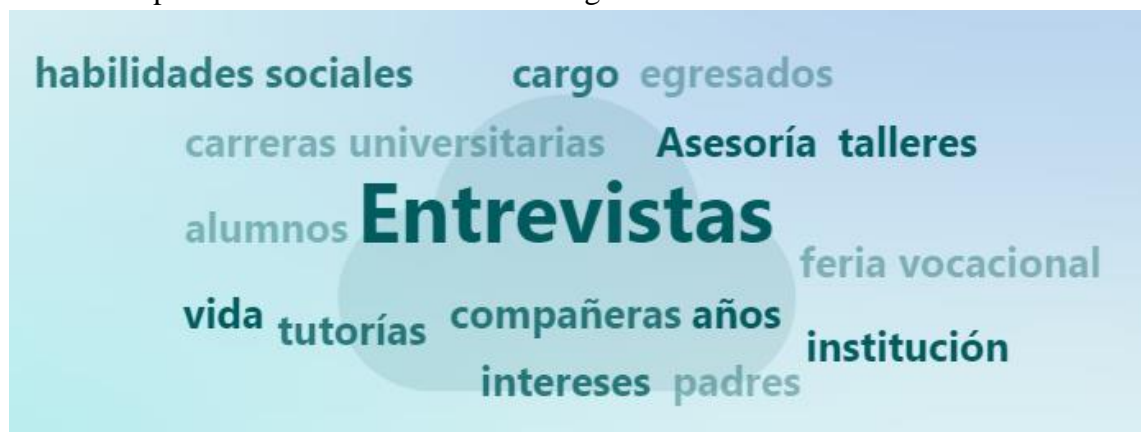 habilidades sociales cargo egresados
carreras universitarias Asesoría talleres
alumnos Entrevistas
feria vocacional
vida tutorías compañeras años
institución
intereses padres